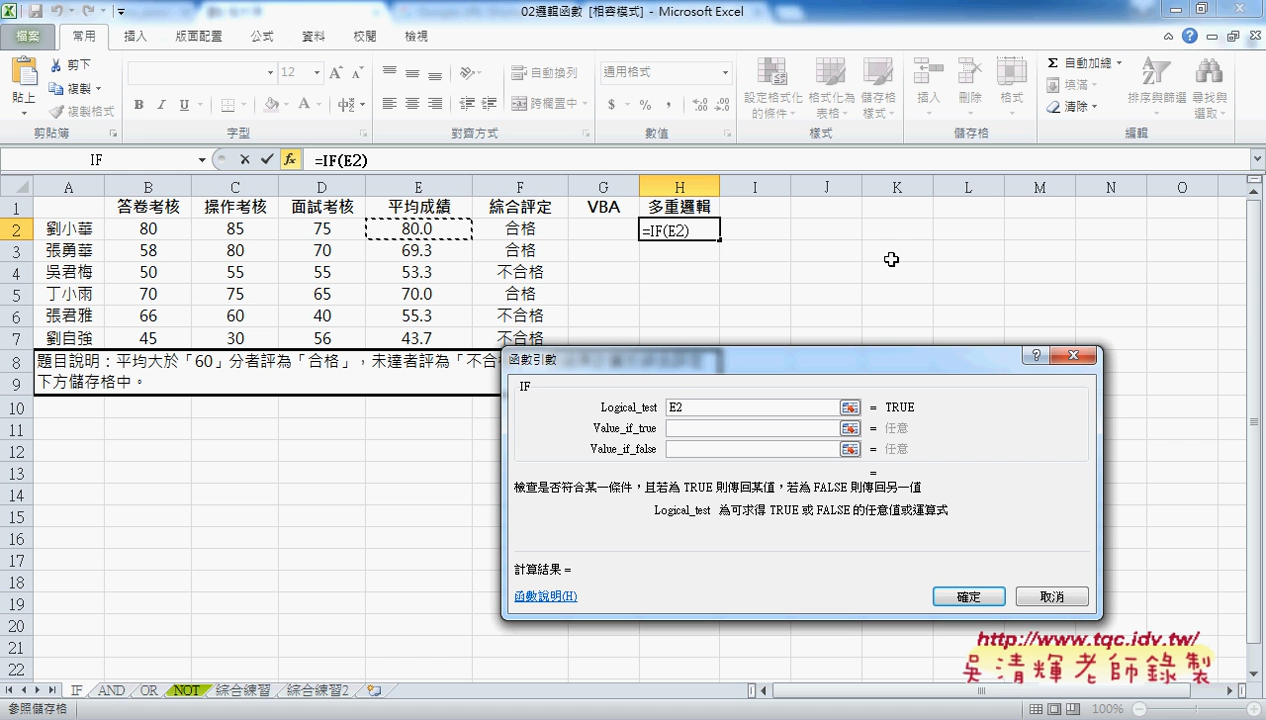 02邏輯函數 [相容模式] - Microsoft Excel
檔案 常用 插入 版面配置 公式 資料 校閱 檢視
貼上 剪下 複製 複製格式 剪貼簿
12 B I U A 中 字型
自動換列 跨欄置中 對齊方式
通用格式 $ % , 數值
設定格式化的條件 格式化為表格 儲存格樣式 樣式
插入 刪除 格式 儲存格
Σ 自動加總 填滿 清除 排序與篩選 尋找與選取 編輯
IF fx =IF(E2)
A B C D E F G H I J K L M N O
1 答卷考核 操作考核 面試考核 平均成績 綜合評定 VBA 多重邏輯
2 劉小華 80 85 75 80.0 合格 =IF(E2)
3 張勇華 58 80 70 69.3 合格
4 吳君梅 50 55 55 53.3 不合格
5 丁小雨 70 75 65 70.0 合格
6 張君雅 66 60 40 55.3 不合格
7 劉自強 45 30 56 43.7 不合格
8 題目說明：平均大於「60」分者評為「合格」，未達者評為「不合
9 下方儲存格中。
10
11
12
13
14
15
16
17
18
19
20
21
22
函數引數
IF
Logical_test E2 = TRUE
Value_if_true = 任意
Value_if_false = 任意
=
檢查是否符合某一條件，且若為 TRUE 則傳回某值，若為 FALSE 則傳回另一值
Logical_test 為可求得 TRUE 或 FALSE 的任意值或運算式
計算結果 =
函數說明(H) 確定 取消
http://www.tqc.idv.tw/
吳清輝老師錄製
IF AND OR NOT 綜合練習 綜合練習2
參照儲存格 100%